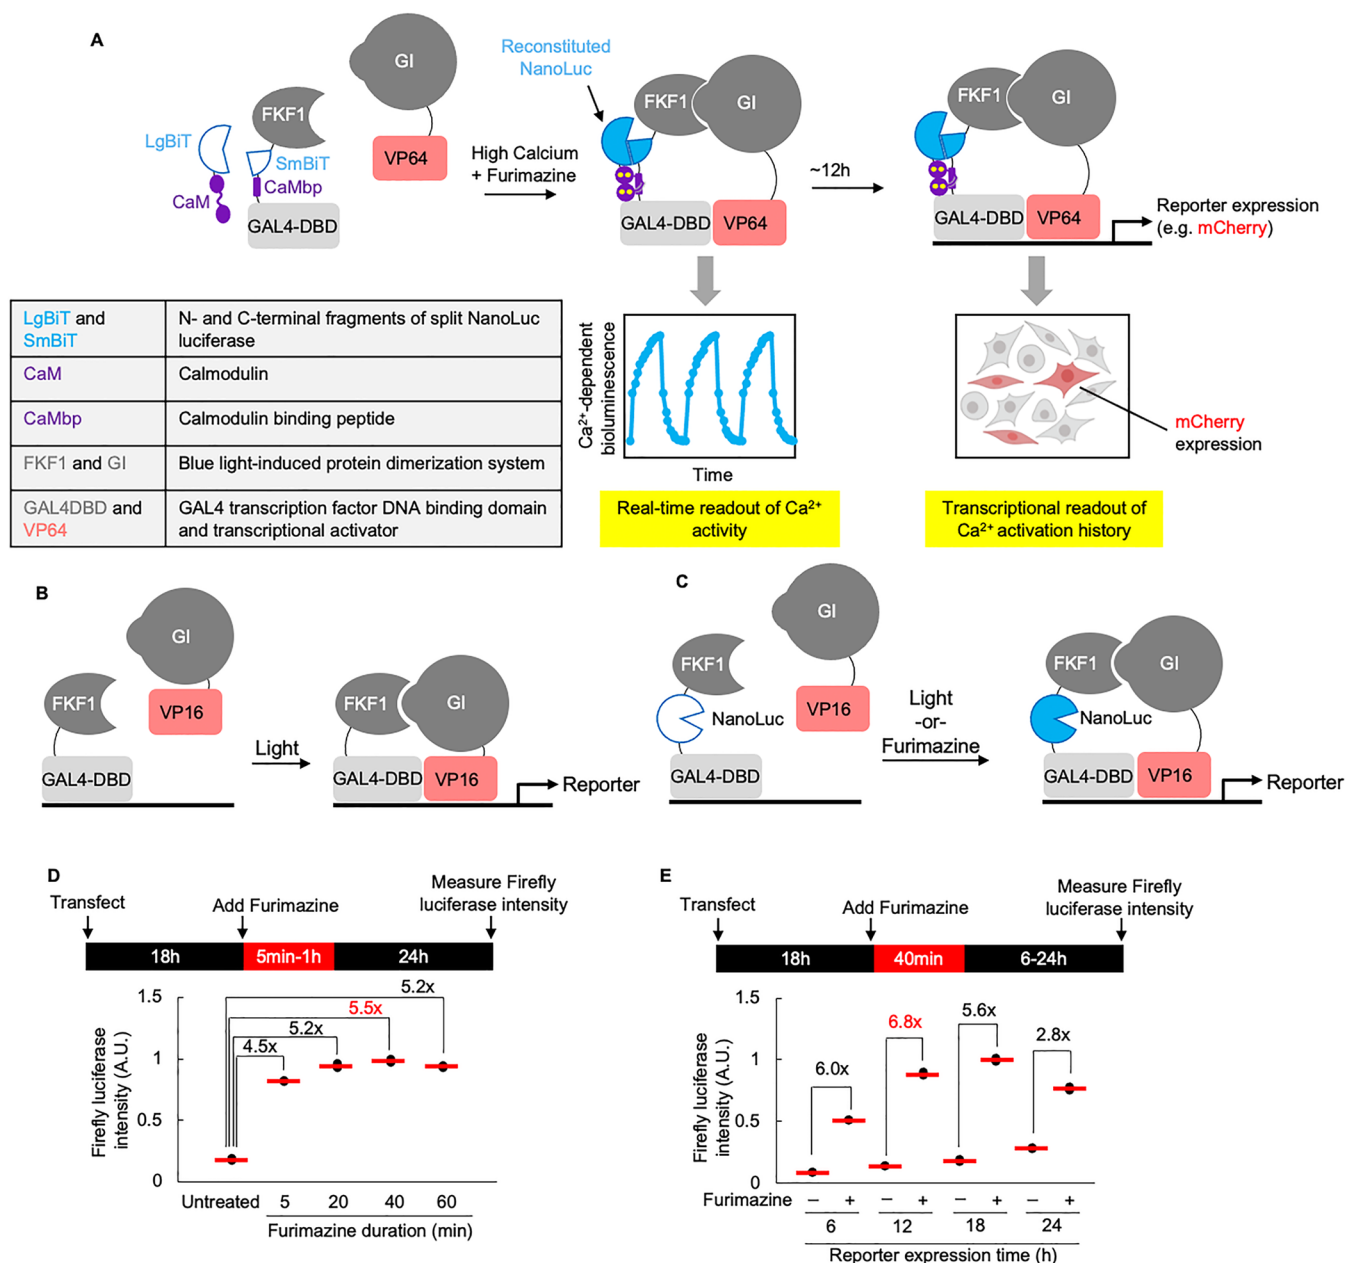 A
GI
FKF1
LgBiT
SmBiT
VP64
CaMbp
CaM
GAL4-DBD
High Calcium
+ Furimazine
Reconstituted
NanoLuc
FKF1
GI
GAL4-DBD
VP64
~12h
FKF1
GI
GAL4-DBD
VP64
Reporter expression
(e.g. mCherry)
LgBiT and
SmBiT
N- and C-terminal fragments of split NanoLuc
luciferase
CaM
Calmodulin
CaMbp
Calmodulin binding peptide
FKF1 and GI
Blue light-induced protein dimerization system
GAL4DBD and
VP64
GAL4 transcription factor DNA binding domain
and transcriptional activator
Ca²⁺-dependent
bioluminescence
Time
Real-time readout of Ca²⁺
activity
mCherry
expression
Transcriptional readout of
Ca²⁺ activation history
B
GI
FKF1
VP16
GAL4-DBD
Light
FKF1
GI
GAL4-DBD
VP16
Reporter
C
GI
FKF1
NanoLuc
VP16
GAL4-DBD
Light
-or-
Furimazine
FKF1
GI
NanoLuc
GAL4-DBD
VP16
Reporter
D
Transfect
Add Furimazine
Measure Firefly
luciferase intensity
18h
5min-1h
24h
Firefly luciferase
intensity (A.U.)
1.5
1
0.5
0
5.2x
5.5x
5.2x
4.5x
Untreated
5
20
40
60
Furimazine duration (min)
E
Transfect
Add Furimazine
Measure Firefly
luciferase intensity
18h
40min
6-24h
Firefly luciferase
intensity (A.U.)
1.5
1
0.5
0
6.0x
6.8x
5.6x
2.8x
Furimazine − + − + − + − +
6
12
18
24
Reporter expression time (h)